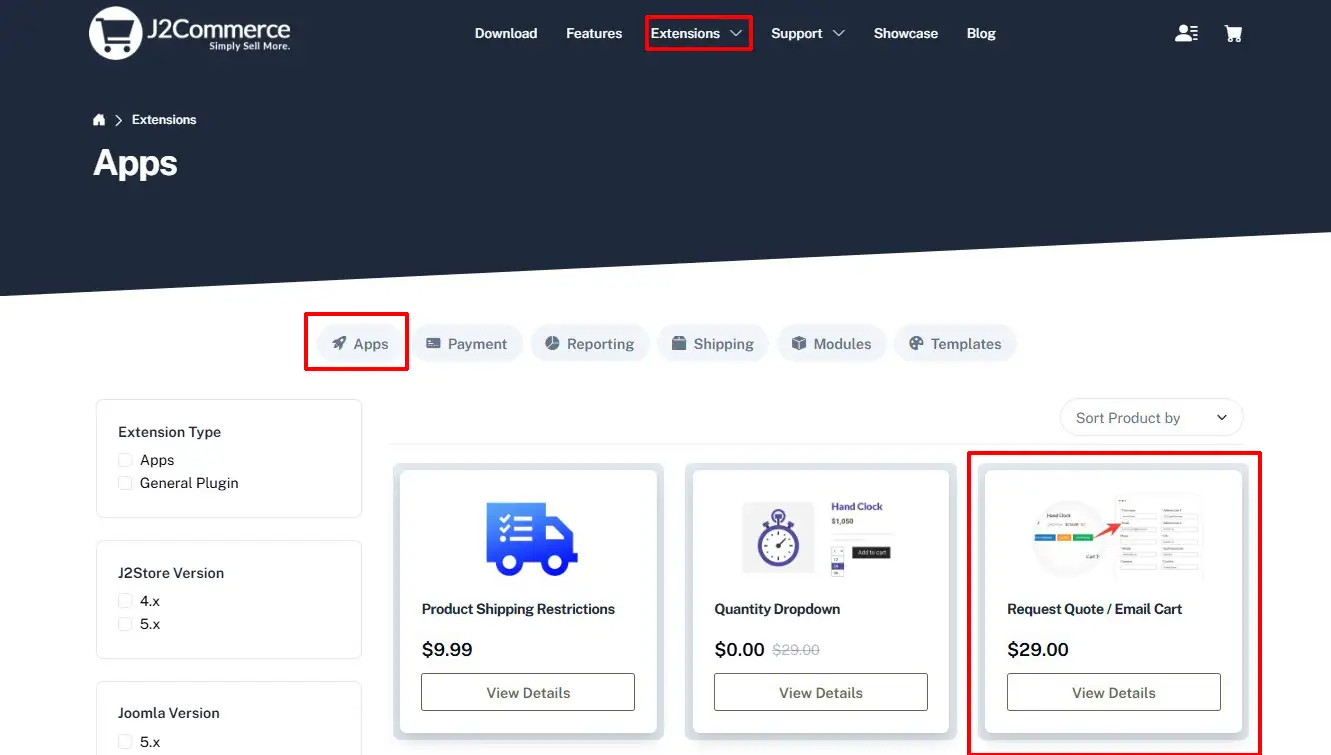 J2Commerce
Simply Sell More.
Download Features Extensions Support Showcase Blog
Extensions
Apps
Apps Payment Reporting Shipping Modules Templates
Sort Product by
Extension Type
Apps
General Plugin
J2Store Version
4.x
5.x
Joomla Version
5.x
Product Shipping Restrictions
$9.99
View Details
Hand Clock
$1,050
Add to cart
Quantity Dropdown
$0.00 $29.00
View Details
Hand Clock
Request Quote / Email Cart
$29.00
View Details